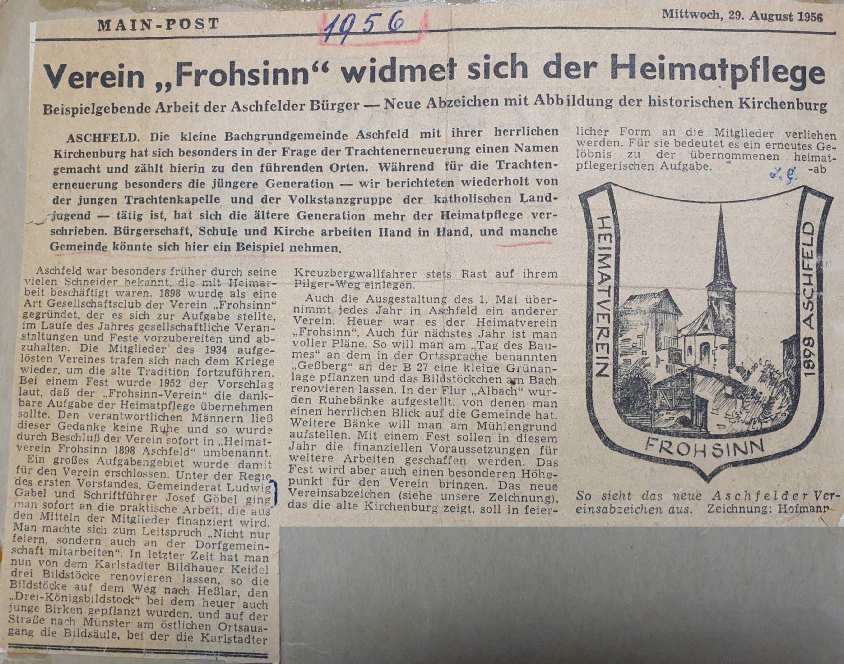 MAIN-POST
1956
Mittwoch, 29. August 1956
Verein „Frohsinn“ widmet sich der Heimatpflege
Beispielgebende Arbeit der Aschfelder Bürger — Neue Abzeichen mit Abbildung der historischen Kirchenburg
ASCHFELD. Die kleine Bachgrundgemeinde Aschfeld mit ihrer herrlichen
Kirchenburg hat sich besonders in der Frage der Trachtenerneuerung einen Namen
gemacht und zählt hierin zu den führenden Orten. Während für die Trachten-
erneuerung besonders die jüngere Generation — wir berichteten wiederholt von
der jungen Trachtenkapelle und der Volkstanzgruppe der katholischen Land-
jugend — tätig ist, hat sich die ältere Generation mehr der Heimatpflege ver-
schrieben. Bürgerschaft, Schule und Kirche arbeiten Hand in Hand, und manche
Gemeinde könnte sich hier ein Beispiel nehmen.
Aschfeld war besonders früher durch seine
vielen Schneider bekannt, die mit Heimar-
beit beschäftigt waren. 1898 wurde als eine
Art Gesellschaftsclub der Verein „Frohsinn“
gegründet, der es sich zur Aufgabe stellte,
im Laufe des Jahres gesellschaftliche Veran-
staltungen und Feste vorzubereiten und ab-
zuhalten. Die Mitglieder des 1934 aufge-
lösten Vereines trafen sich nach dem Kriege
wieder, um die alte Tradition fortzuführen.
Bei einem Fest wurde 1952 der Vorschlag
laut, daß der „Frohsinn-Verein“ die dank-
bare Aufgabe der Heimatpflege übernehmen
sollte. Den verantwortlichen Männern ließ
dieser Gedanke keine Ruhe und so wurde
durch Beschluß der Verein sofort in „Heimat-
verein Frohsinn 1898 Aschfeld“ umbenannt.
Ein großes Aufgabengebiet wurde damit
für den Verein erschlossen. Unter der Regie
des ersten Vorstandes, Gemeinderat Ludwig
Gabel und Schriftführer Josef Göbel ging
man sofort an die praktische Arbeit, die aus
den Mitteln der Mitglieder finanziert wird.
Man machte sich zum Leitspruch „Nicht nur
feiern, sondern auch an der Dorfgemein-
schaft mitarbeiten“. In letzter Zeit hat man
nun von dem Karlstadter Bildhauer Keidel
drei Bildstöcke renovieren lassen, so die
Bildstöcke auf dem Weg nach Heßlar, den
„Drei-Königsbildstock“ bei dem heuer auch
junge Birken gepflanzt wurden, und auf der
Straße nach Münster am östlichen Ortsaus-
gang die Bildsäule, bei der die Karlstadter
Kreuzbergwallfahrer stets Rast auf ihrem
Pilger-Weg einlegen.
Auch die Ausgestaltung des 1. Mai über-
nimmt jedes Jahr in Aschfeld ein anderer
Verein. Heuer war es der Heimatverein
„Frohsinn“. Auch für nächstes Jahr ist man
voller Pläne. So will man am „Tag des Bau-
mes“ an dem in der Ortssprache benannten
„Geßberg“ an der B 27 eine kleine Grünan-
lage pflanzen und das Bildstöckchen am Bach
renovieren lassen. In der Flur „Albach“ wur-
den Ruhebänke aufgestellt, von denen man
einen herrlichen Blick auf die Gemeinde hat.
Weitere Bänke will man am Mühlengrund
aufstellen. Mit einem Fest sollen in diesem
Jahr die finanziellen Voraussetzungen für
weitere Arbeiten geschaffen werden. Das
Fest wird aber auch einen besonderen Höhe-
punkt für den Verein bringen. Das neue
Vereinsabzeichen (siehe unsere Zeichnung),
das die alte Kirchenburg zeigt, soll in feier-
licher Form an die Mitglieder verliehen
werden. Für sie bedeutet es ein erneutes Ge-
löbnis zu der übernommenen heimat-
pflegerischen Aufgabe. -ab
HEIMATVEREIN
1898 ASCHFELD
FROHSINN
So sieht das neue Aschfelder Ver-
einsabzeichen aus. Zeichnung: Hofmann